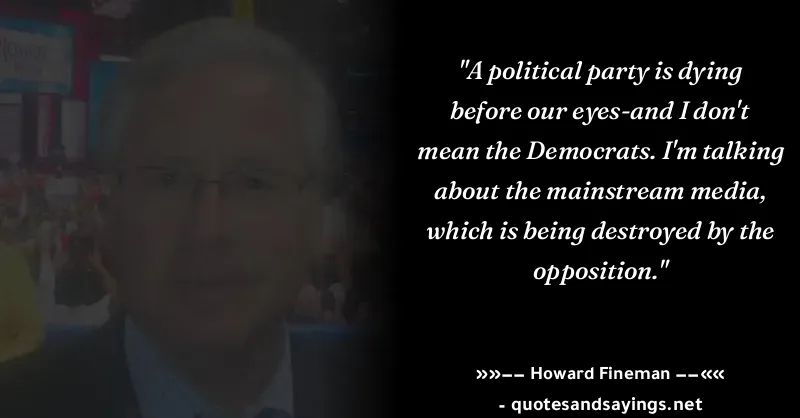 "A political party is dying
before our eyes-and I don't
mean the Democrats. I'm talking
about the mainstream media,
which is being destroyed by the
opposition."
»»−− Howard Fineman −−««
- quotesandsayings.net